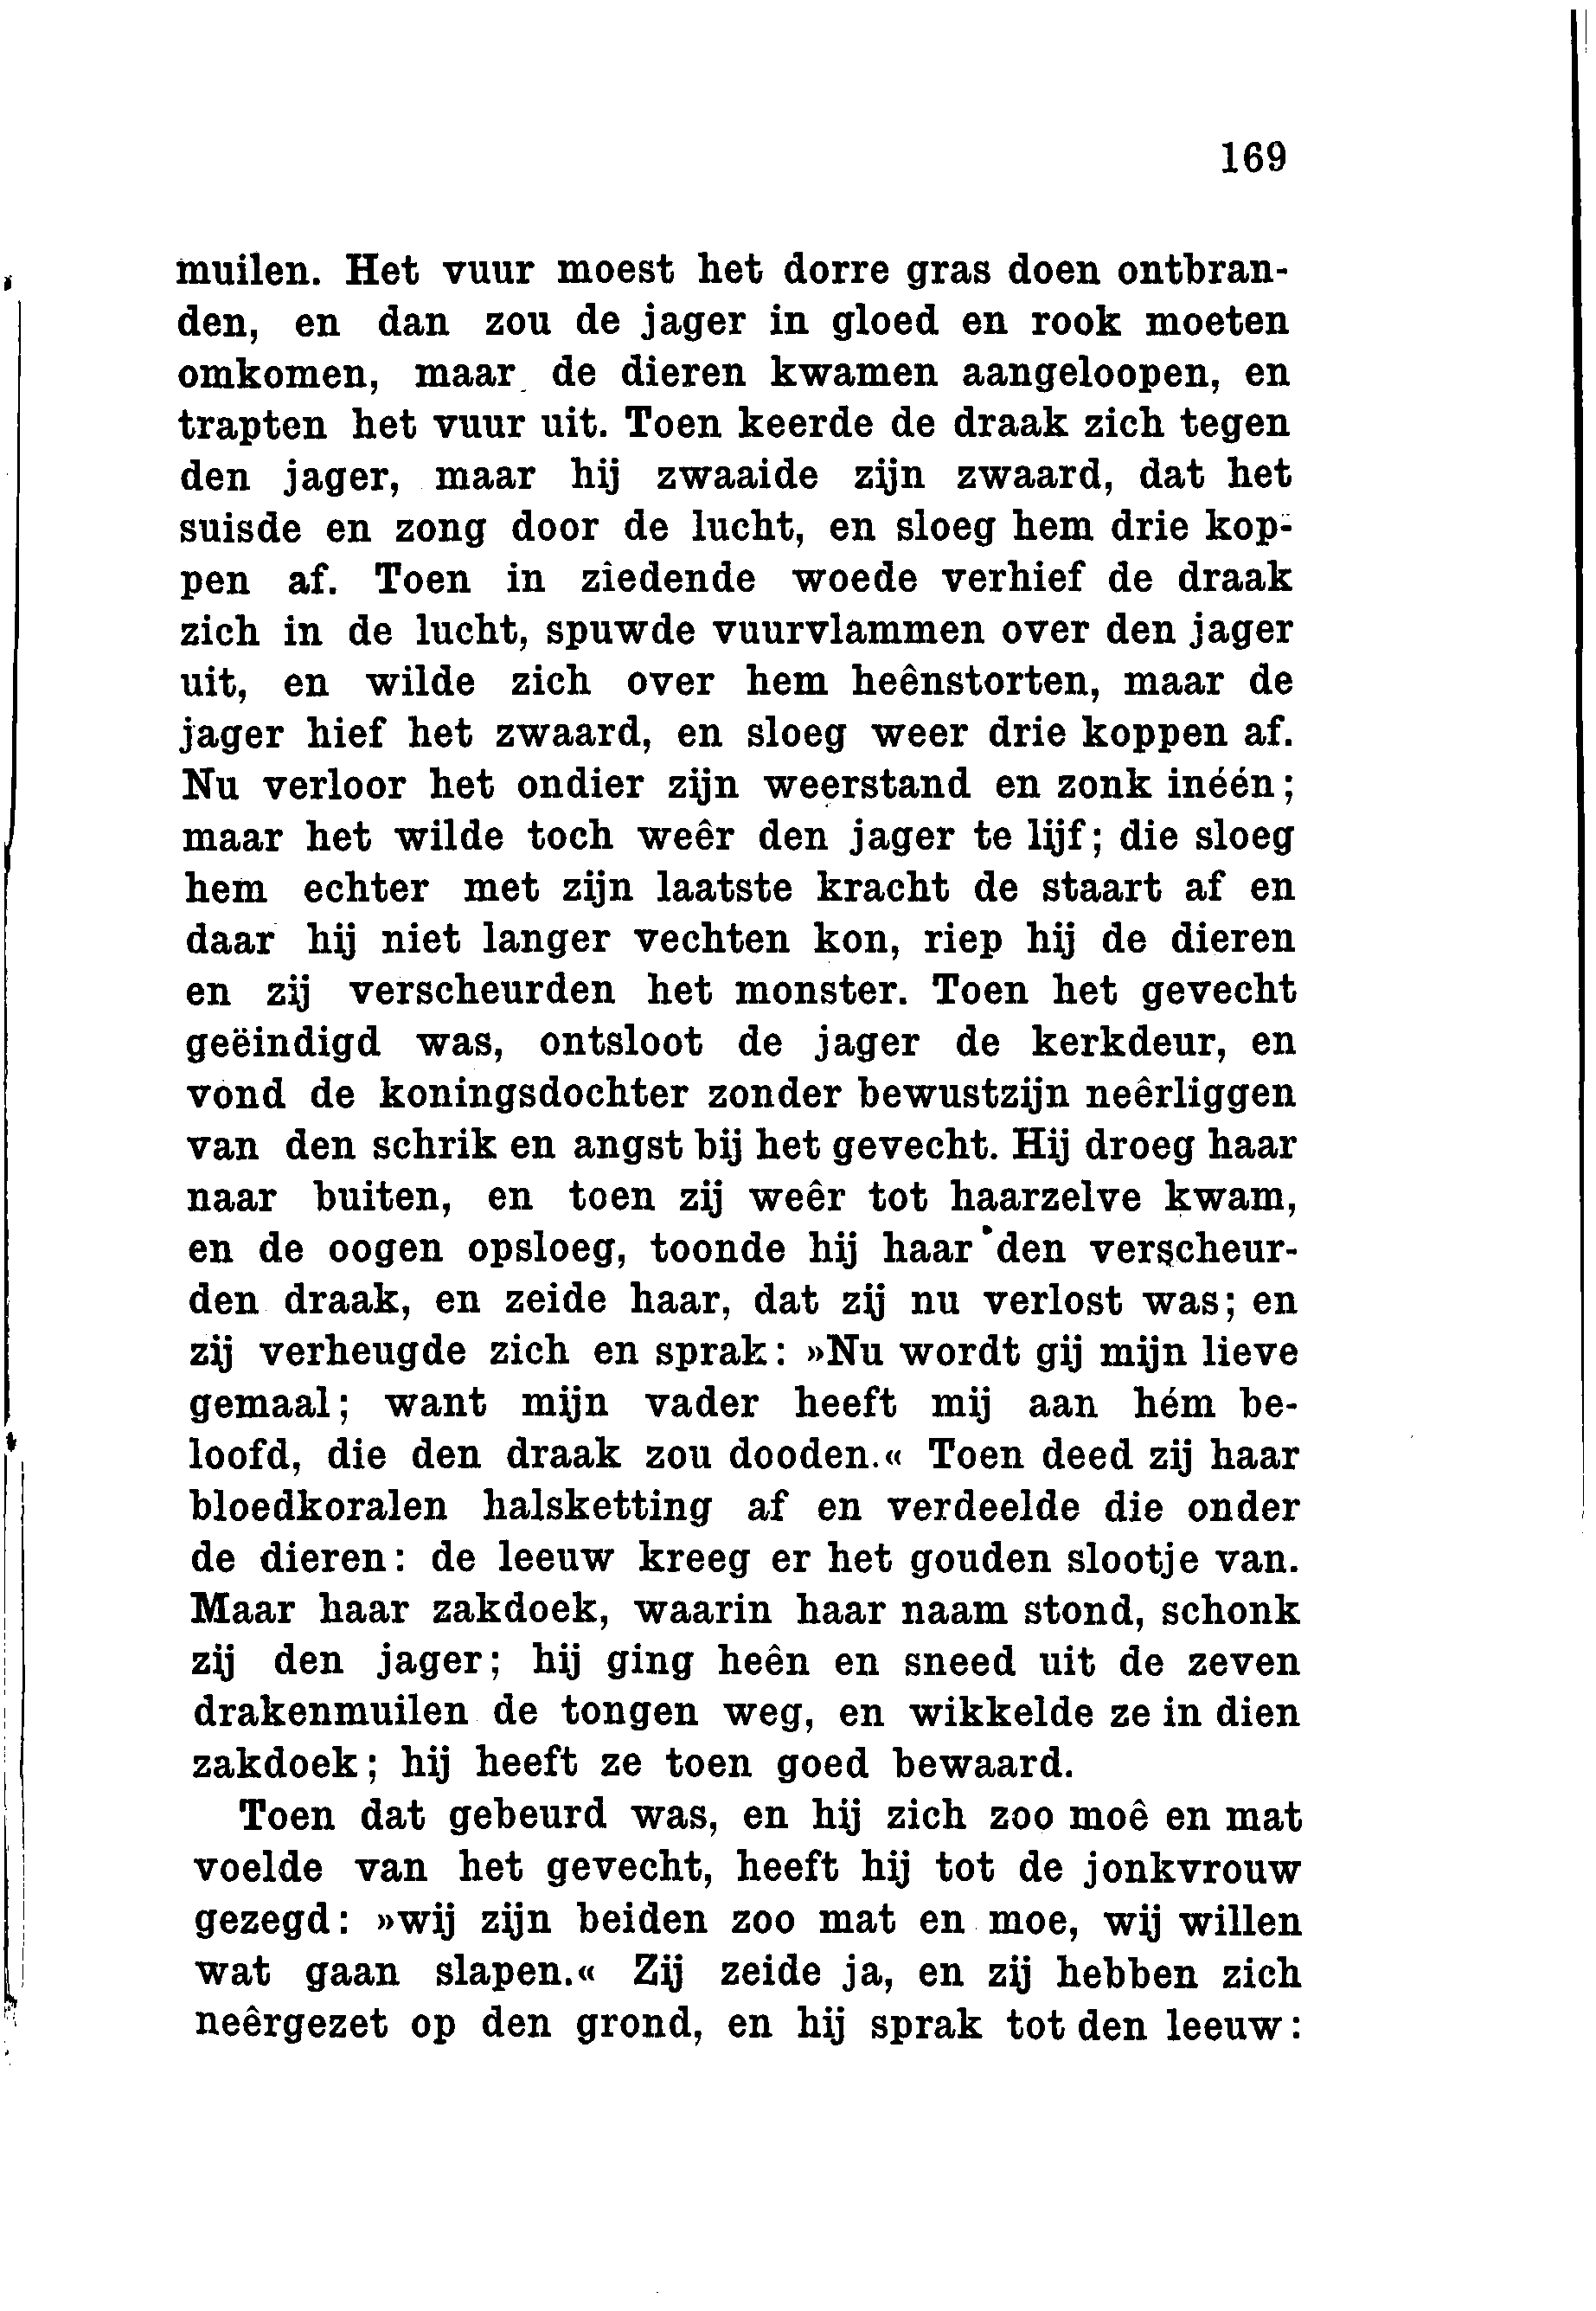 169
muilen. Het vuur moest het dorre gras doen ontbran-
den, en dan zou de jager in gloed en rook moeten
omkomen, maar de dieren kwamen aangeloopen, en
trapten het vuur uit. Toen keerde de draak zich tegen
den jager, maar hij zwaaide zijn zwaard, dat het
suisde en zong door de lucht, en sloeg hem drie kop-
pen af. Toen in ziedende woede verhief de draak
zich in de lucht, spuwde vuurvlammen over den jager
uit, en wilde zich over hem heênstorten, maar de
jager hief het zwaard, en sloeg weer drie koppen af.
Nu verloor het ondier zijn weerstand en zonk inéén;
maar het wilde toch weêr den jager te lijf; die sloeg
hem echter met zijn laatste kracht de staart af en
daar hij niet langer vechten kon, riep hij de dieren
en zij verscheurden het monster. Toen het gevecht
geëindigd was, ontsloot de jager de kerkdeur, en
vond de koningsdochter zonder bewustzijn neêrliggen
van den schrik en angst bij het gevecht. Hij droeg haar
naar buiten, en toen zij weêr tot haarzelve kwam,
en de oogen opsloeg, toonde hij haar den verscheur-
den draak, en zeide haar, dat zij nu verlost was; en
zij verheugde zich en sprak: »Nu wordt gij mijn lieve
gemaal; want mijn vader heeft mij aan hém be-
loofd, die den draak zou dooden.« Toen deed zij haar
bloedkoralen halsketting af en verdeelde die onder
de dieren: de leeuw kreeg er het gouden slootje van.
Maar haar zakdoek, waarin haar naam stond, schonk
zij den jager; hij ging heên en sneed uit de zeven
drakenmuilen de tongen weg, en wikkelde ze in dien
zakdoek; hij heeft ze toen goed bewaard.
Toen dat gebeurd was, en hij zich zoo moê en mat
voelde van het gevecht, heeft hij tot de jonkvrouw
gezegd: »wij zijn beiden zoo mat en moe, wij willen
wat gaan slapen.« Zij zeide ja, en zij hebben zich
neêrgezet op den grond, en hij sprak tot den leeuw: